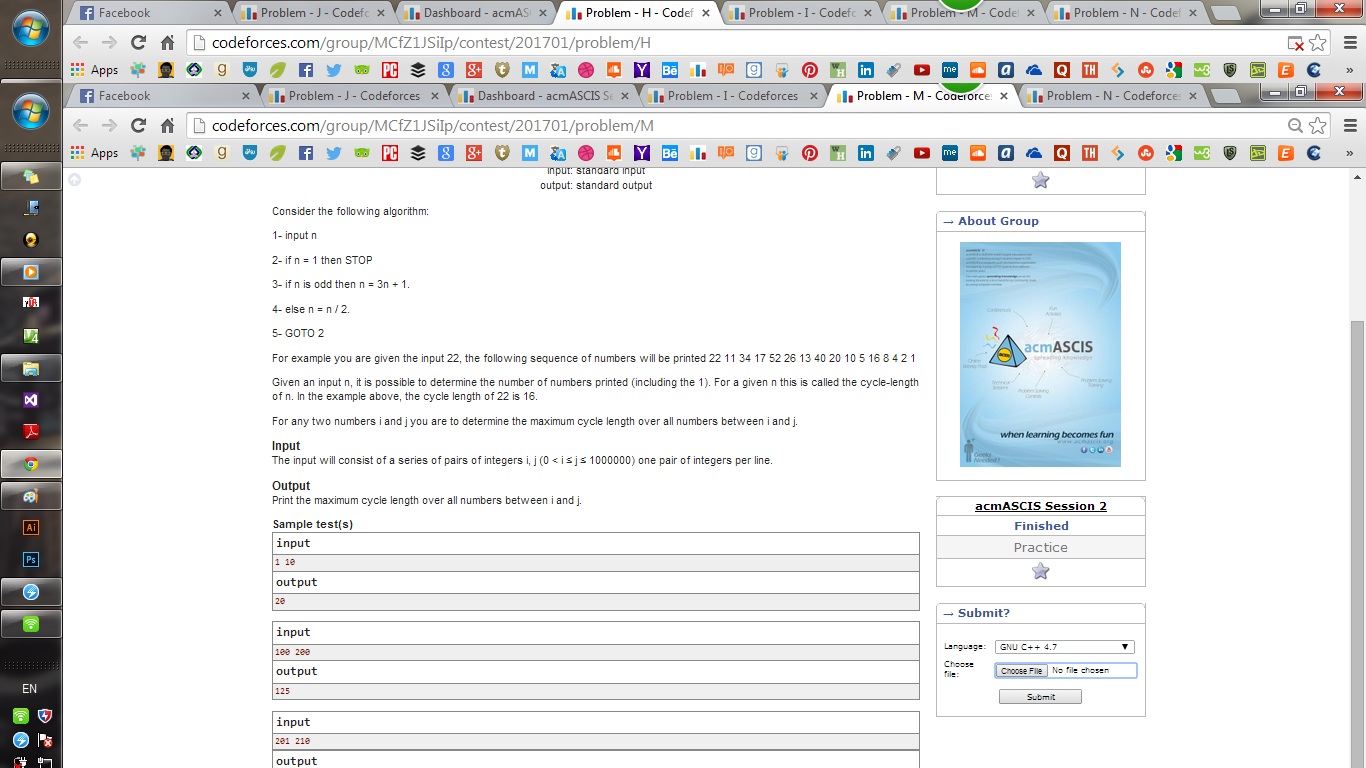 Facebook
Problem - J - Codef
Dashboard - acmAS
Problem - H - Codef
Problem - I - Codefo
Problem - M - Codef
Problem - N - Codef
codeforces.com/group/MCfZ1JSiIp/contest/201701/problem/H
Apps
Facebook
Problem - J - Codeforces
Dashboard - acmASCIS Se
Problem - I - Codeforces
Problem - M - Codeforces
Problem - N - Codeforces
codeforces.com/group/MCfZ1JSiIp/contest/201701/problem/M
Apps
input: standard input
output: standard output
Consider the following algorithm:
1- input n
2- if n = 1 then STOP
3- if n is odd then n = 3n + 1.
4- else n = n / 2.
5- GOTO 2
For example you are given the input 22, the following sequence of numbers will be printed 22 11 34 17 52 26 13 40 20 10 5 16 8 4 2 1
Given an input n, it is possible to determine the number of numbers printed (including the 1). For a given n this is called the cycle-length
of n. In the example above, the cycle length of 22 is 16.
For any two numbers i and j you are to determine the maximum cycle length over all numbers between i and j.
Input
The input will consist of a series of pairs of integers i, j (0 < i ≤ j ≤ 1000000) one pair of integers per line.
Output
Print the maximum cycle length over all numbers between i and j.
Sample test(s)
input
1 10
output
20
input
100 200
output
125
input
201 210
output
→ About Group
acmASCIS
spreading knowledge
when learning becomes fun
www.acmascis.org
acmASCIS Session 2
Finished
Practice
→ Submit?
Language:
GNU C++ 4.7
Choose
file:
Choose File
No file chosen
Submit
EN